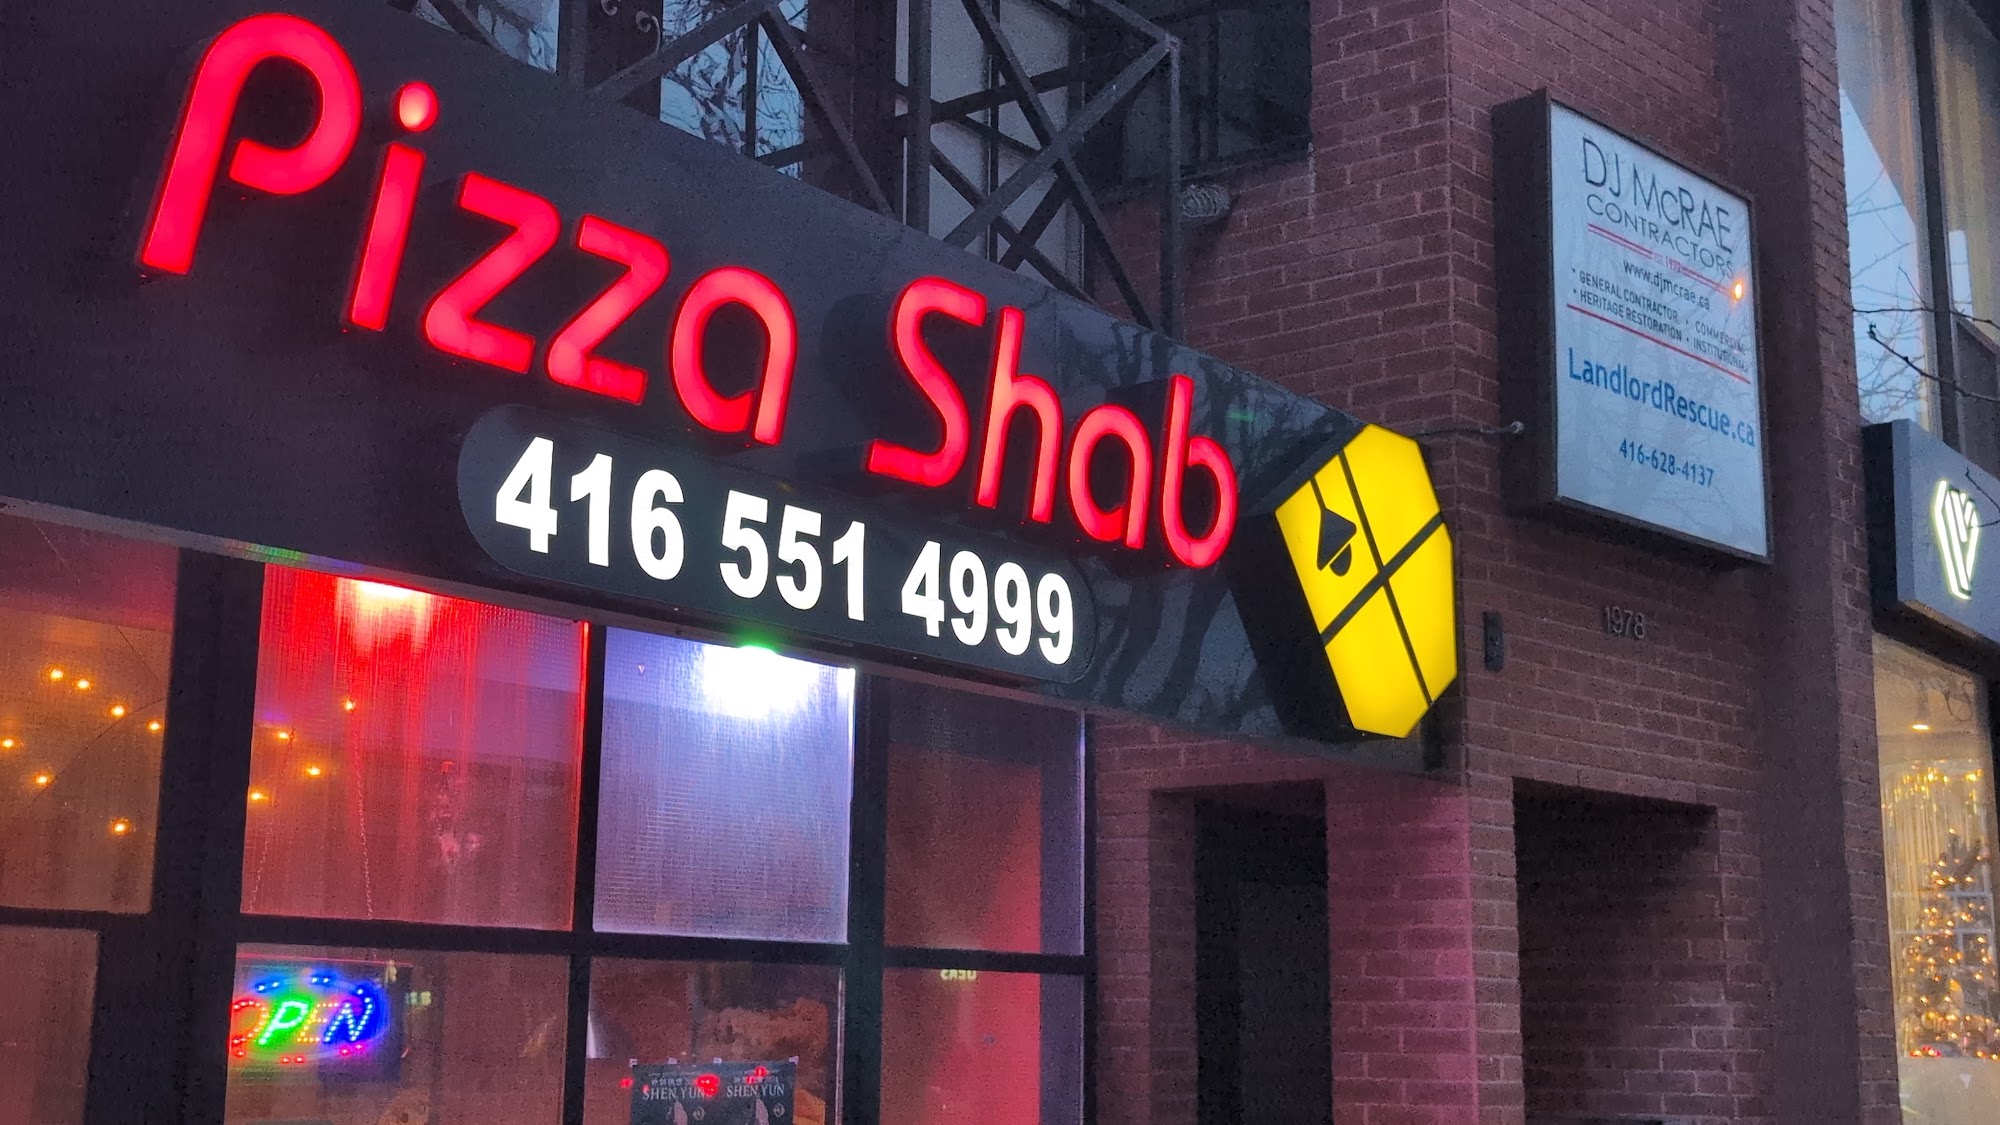 Pizza Shab
416 551 4999
DJ McRAE
CONTRACTORS
www.djmcrae.ca
* GENERAL CONTRACTOR • COMMERCIAL
* HERITAGE RESTORATION • INSTITUTIONAL
LandlordRescue.ca
416-628-4137
1978
OPEN
SHEN YUN
SHEN YUN